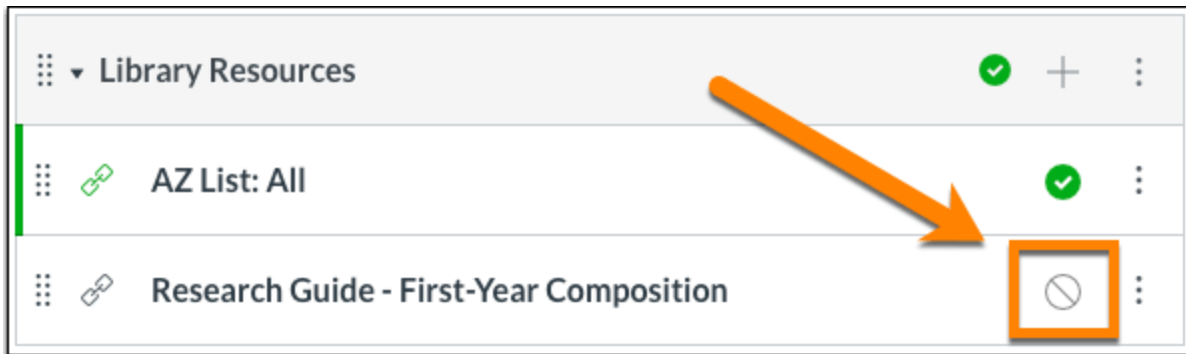 Library Resources
AZ List: All
Research Guide - First-Year Composition